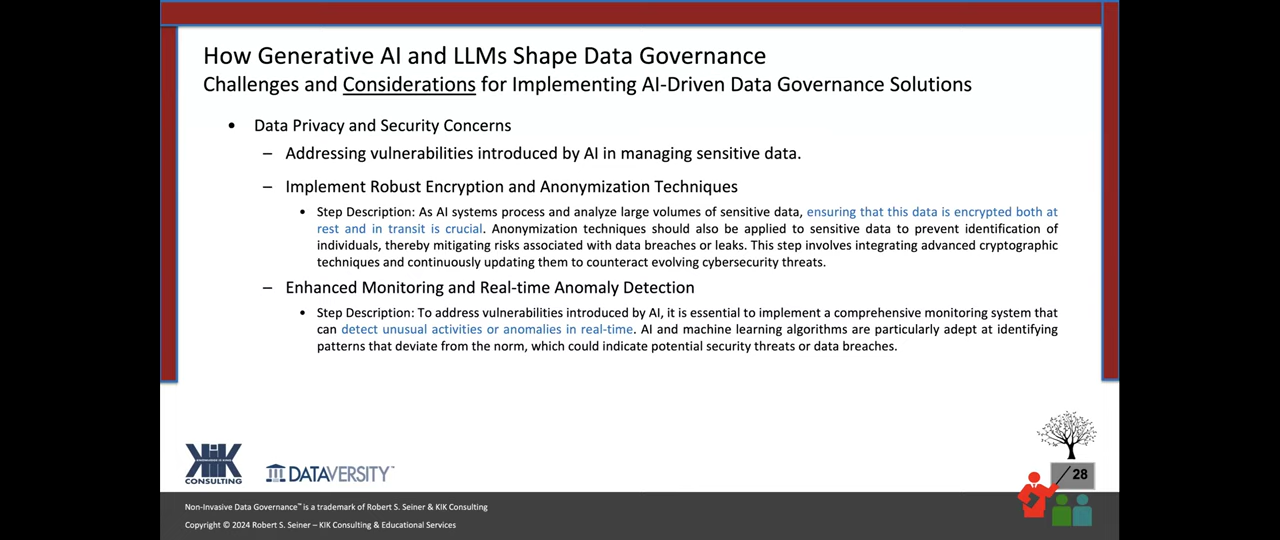 How Generative AI and LLMs Shape Data Governance
Challenges and Considerations for Implementing AI-Driven Data Governance Solutions
• Data Privacy and Security Concerns
– Addressing vulnerabilities introduced by AI in managing sensitive data.
– Implement Robust Encryption and Anonymization Techniques
• Step Description: As AI systems process and analyze large volumes of sensitive data, ensuring that this data is encrypted both at
rest and in transit is crucial. Anonymization techniques should also be applied to sensitive data to prevent identification of
individuals, thereby mitigating risks associated with data breaches or leaks. This step involves integrating advanced cryptographic
techniques and continuously updating them to counteract evolving cybersecurity threats.
– Enhanced Monitoring and Real-time Anomaly Detection
• Step Description: To address vulnerabilities introduced by AI, it is essential to implement a comprehensive monitoring system that
can detect unusual activities or anomalies in real-time. AI and machine learning algorithms are particularly adept at identifying
patterns that deviate from the norm, which could indicate potential security threats or data breaches.
KIK
CONSULTING
DATAVERSITY™
28
Non-Invasive Data Governance™ is a trademark of Robert S. Seiner & KIK Consulting
Copyright © 2024 Robert S. Seiner – KIK Consulting & Educational Services